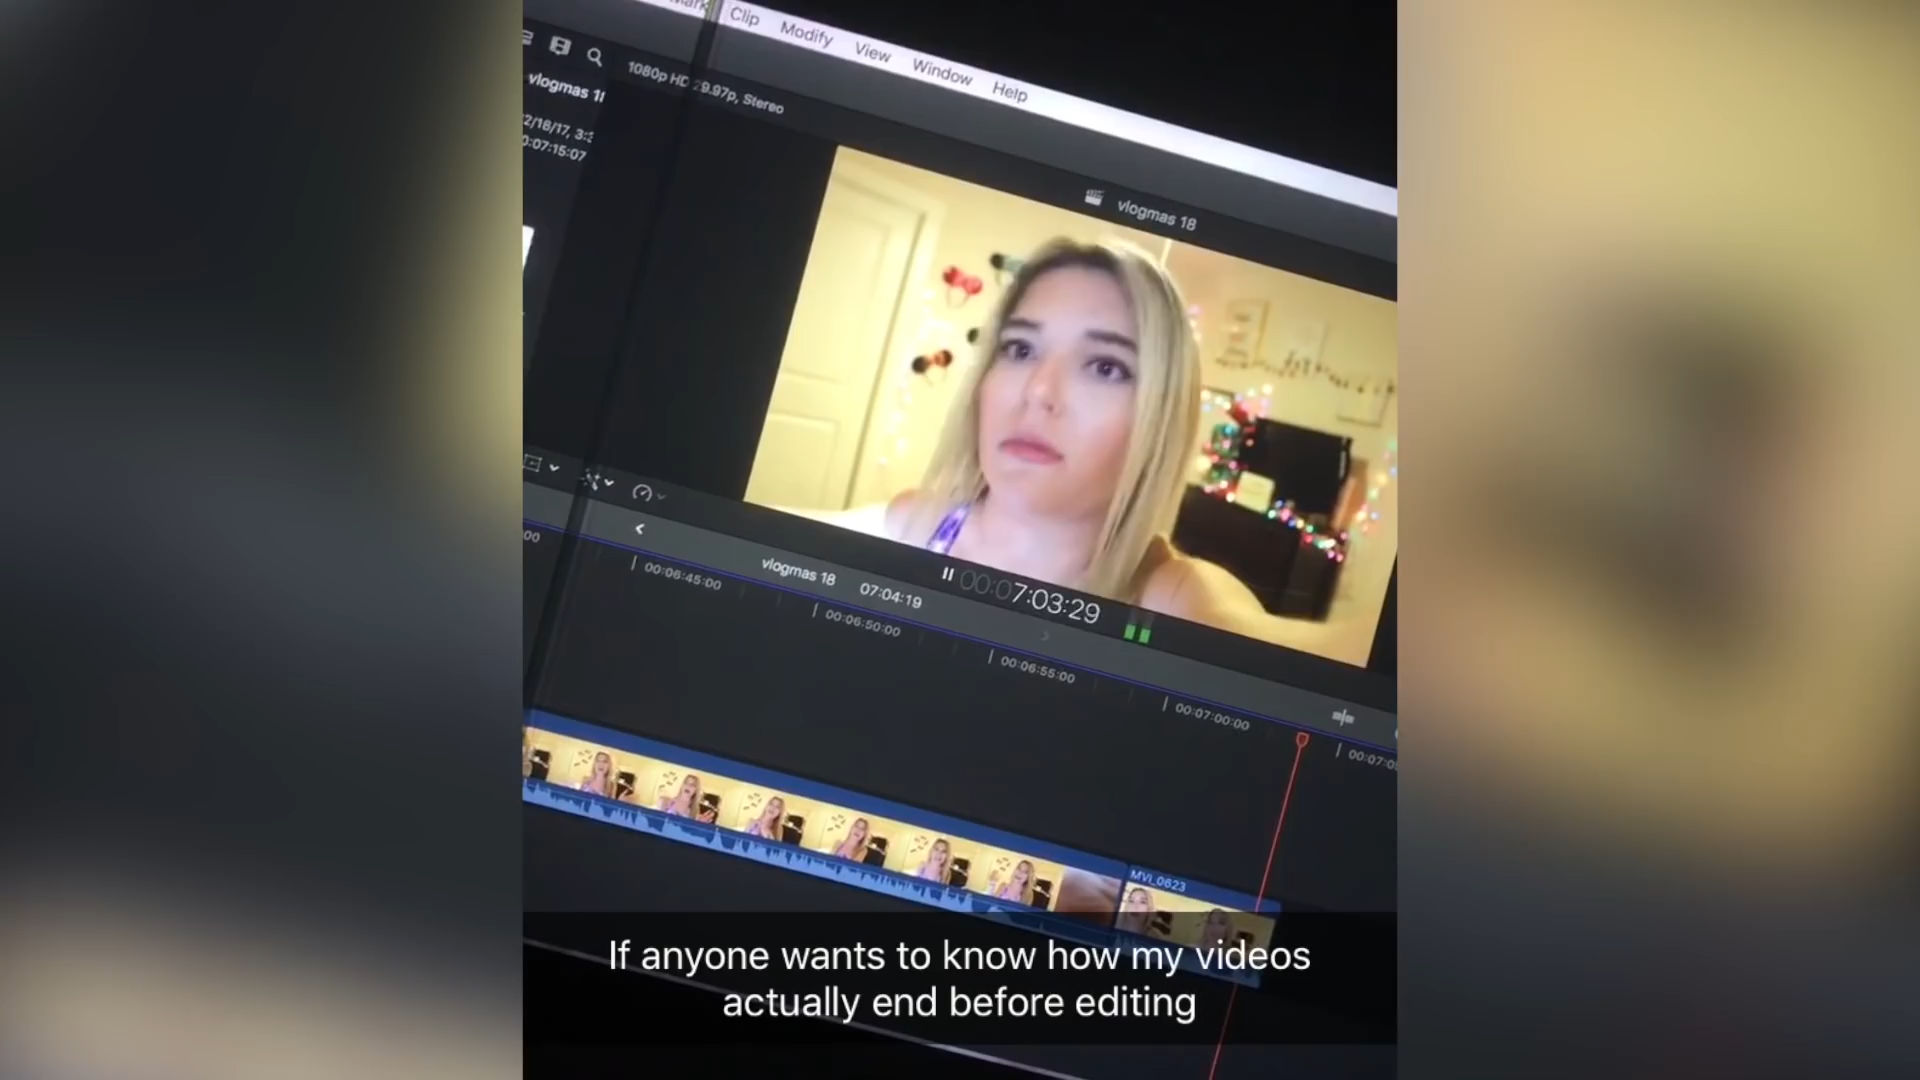 Mark Clip Modify View Window Help
1080p HD 29.97p, Stereo
vlogmas 18
vlogmas 18
07:04:19
00:07:03:29
00:06:45:00
00:06:50:00
00:06:55:00
00:07:00:00
MVI_0623
If anyone wants to know how my videos
actually end before editing